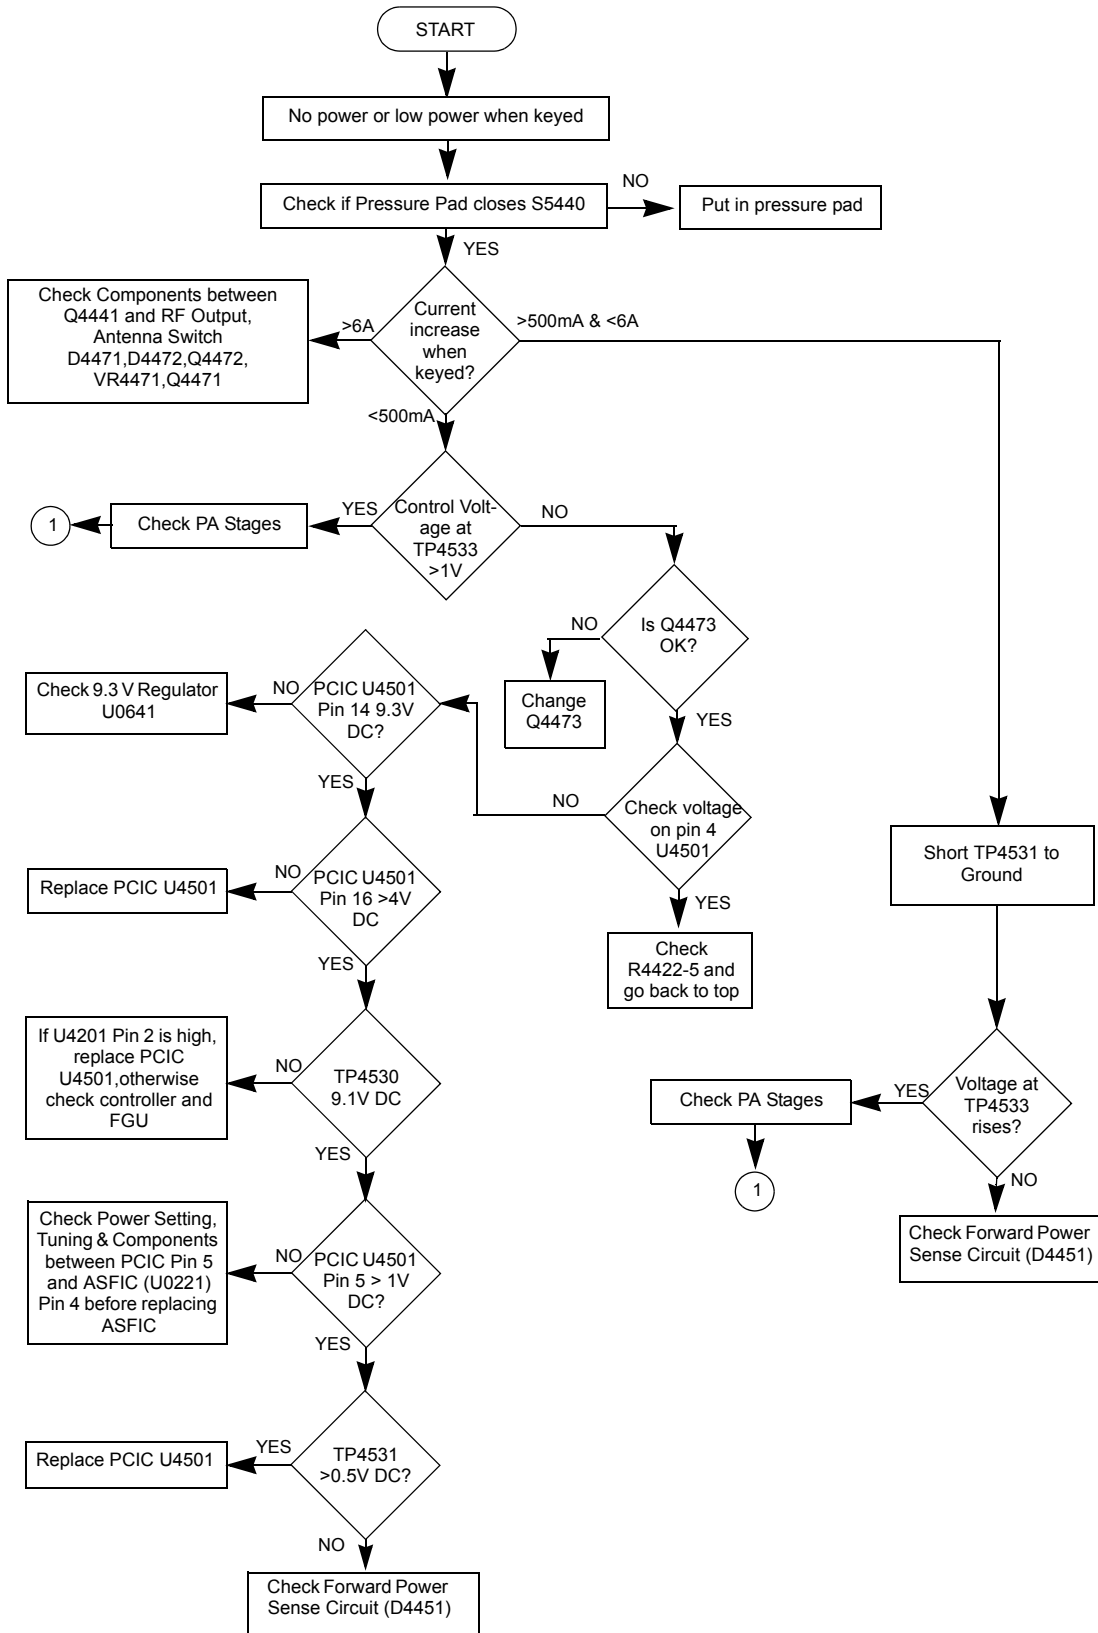 START
No power or low power when keyed
Check if Pressure Pad closes S5440
NO
Put in pressure pad
YES
Check Components between
Q4441 and RF Output,
Antenna Switch
D4471,D4472,Q4472,
VR4471,Q4471
>6A
Current
increase
when
keyed?
>500mA & <6A
<500mA
1
Check PA Stages
YES
Control Volt-
age at
TP4533
>1V
NO
NO
Is Q4473
OK?
Change
Q4473
YES
Check 9.3 V Regulator
U0641
NO
PCIC U4501
Pin 14 9.3V
DC?
YES
NO
Check voltage
on pin 4
U4501
YES
Check
R4422-5 and
go back to top
Short TP4531 to
Ground
Replace PCIC U4501
NO
PCIC U4501
Pin 16 >4V
DC
YES
If U4201 Pin 2 is high,
replace PCIC
U4501,otherwise
check controller and
FGU
NO
TP4530
9.1V DC
YES
Check PA Stages
YES
Voltage at
TP4533
rises?
1
NO
Check Forward Power
Sense Circuit (D4451)
Check Power Setting,
Tuning & Components
between PCIC Pin 5
and ASFIC (U0221)
Pin 4 before replacing
ASFIC
NO
PCIC U4501
Pin 5 > 1V
DC?
YES
Replace PCIC U4501
YES
TP4531
>0.5V DC?
NO
Check Forward Power
Sense Circuit (D4451)